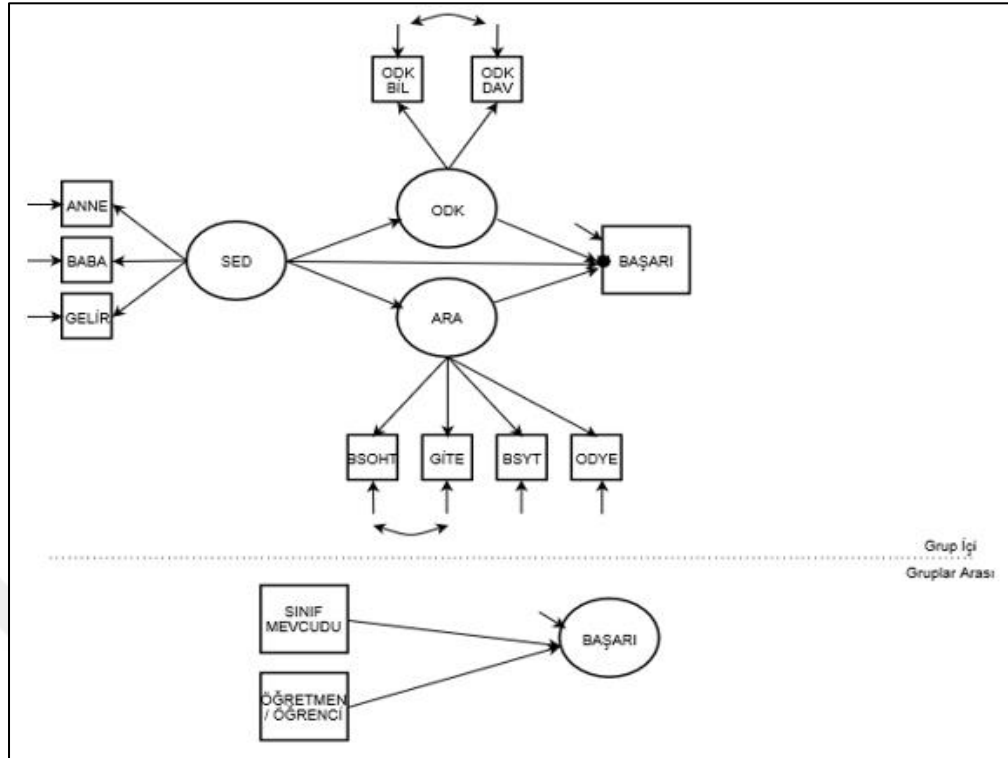 ODK
BİL
ODK
DAV
ANNE
BABA
GELİR
SED
ODK
ARA
BAŞARI
BSOHT
GİTE
BSYT
ODYE
Grup İçi
Gruplar Arası
SINIF
MEVCUDU
ÖĞRETMEN
/ ÖĞRENCİ
BAŞARI